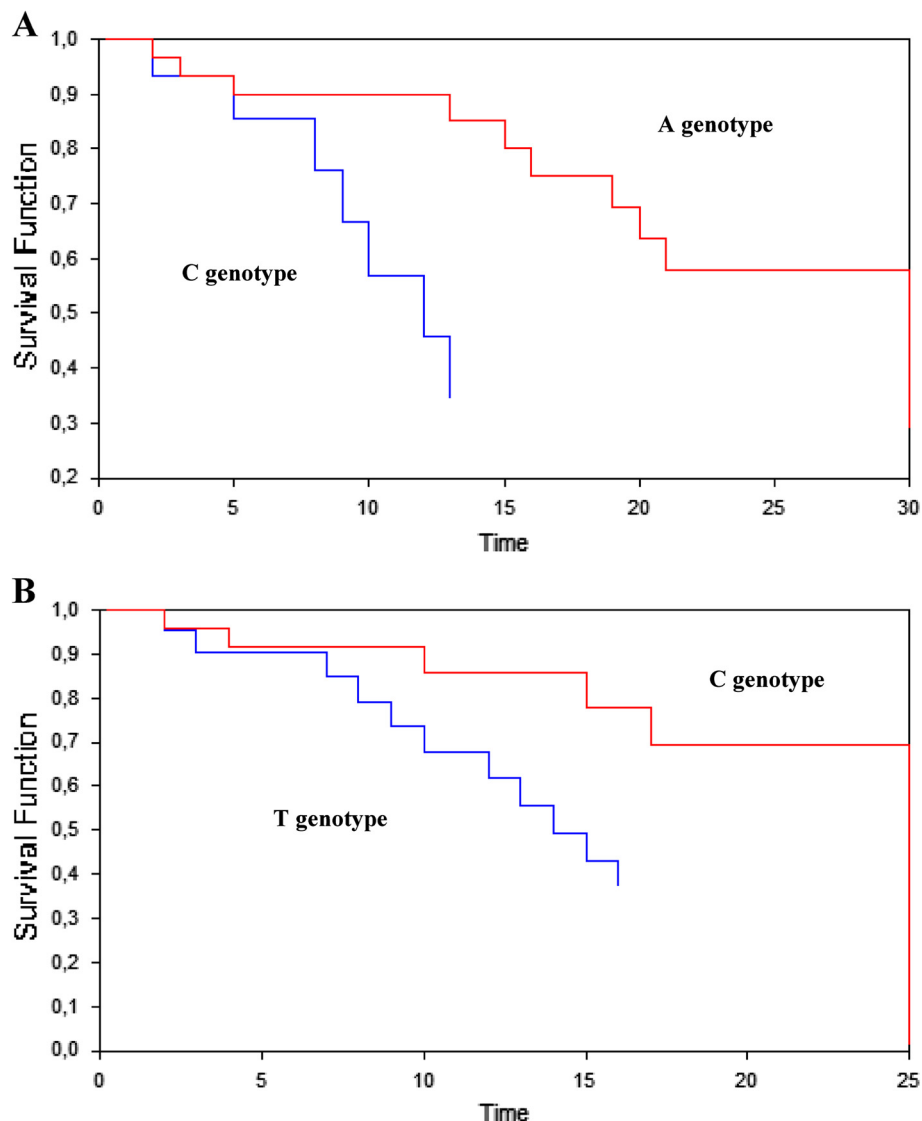 A
1,0
0,9
0,8
0,7
0,6
0,5
0,4
0,3
0,2
Survival Function
A genotype
C genotype
0 5 10 15 20 25 30
Time
B
1,0
0,9
0,8
0,7
0,6
0,5
0,4
0,3
0,2
0,1
0,0
Survival Function
C genotype
T genotype
0 5 10 15 20 25
Time